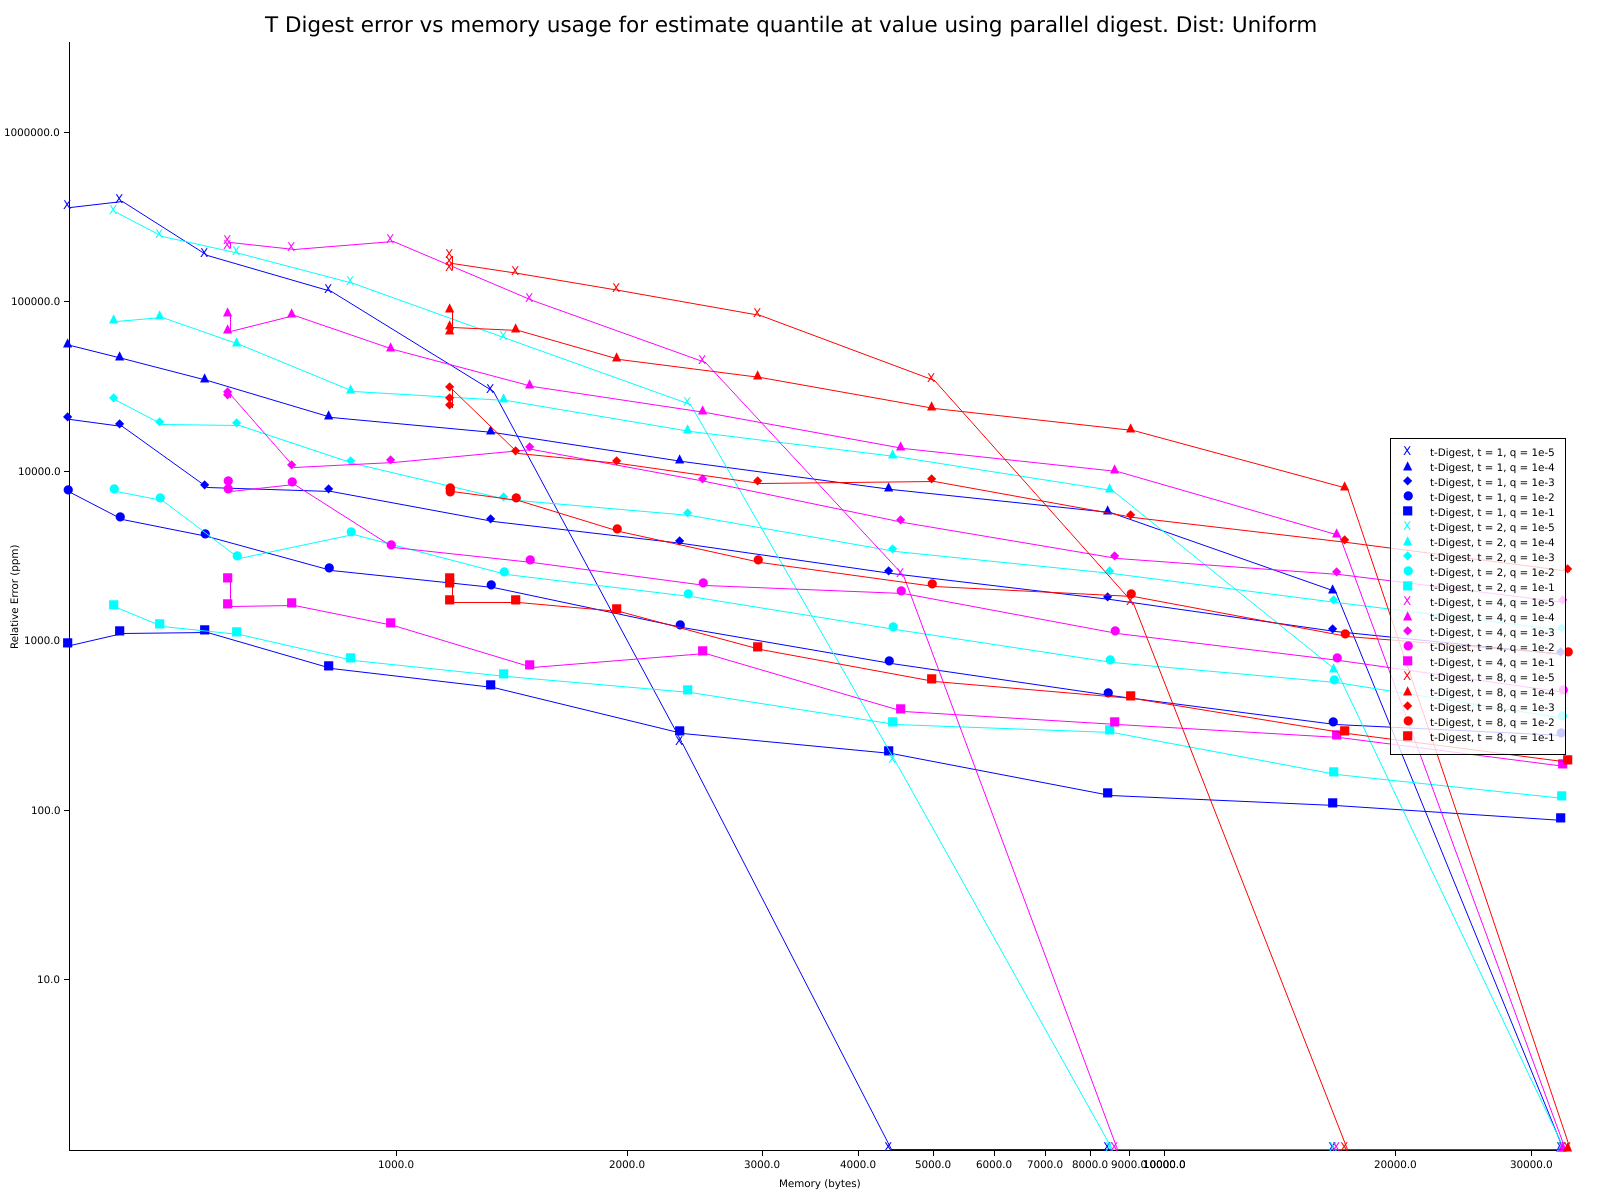 T Digest error vs memory usage for estimate quantile at value using parallel digest. Dist: Uniform
1000000.0
100000.0
10000.0
1000.0
100.0
10.0
Relative Error (ppm)
t-Digest, t = 1, q = 1e-5
t-Digest, t = 1, q = 1e-4
t-Digest, t = 1, q = 1e-3
t-Digest, t = 1, q = 1e-2
t-Digest, t = 1, q = 1e-1
t-Digest, t = 2, q = 1e-5
t-Digest, t = 2, q = 1e-4
t-Digest, t = 2, q = 1e-3
t-Digest, t = 2, q = 1e-2
t-Digest, t = 2, q = 1e-1
t-Digest, t = 4, q = 1e-5
t-Digest, t = 4, q = 1e-4
t-Digest, t = 4, q = 1e-3
t-Digest, t = 4, q = 1e-2
t-Digest, t = 4, q = 1e-1
t-Digest, t = 8, q = 1e-5
t-Digest, t = 8, q = 1e-4
t-Digest, t = 8, q = 1e-3
t-Digest, t = 8, q = 1e-2
t-Digest, t = 8, q = 1e-1
1000.0 2000.0 3000.0 4000.0 5000.0 6000.0 7000.0 8000.0 9000.0 10000.0 20000.0 30000.0
Memory (bytes)